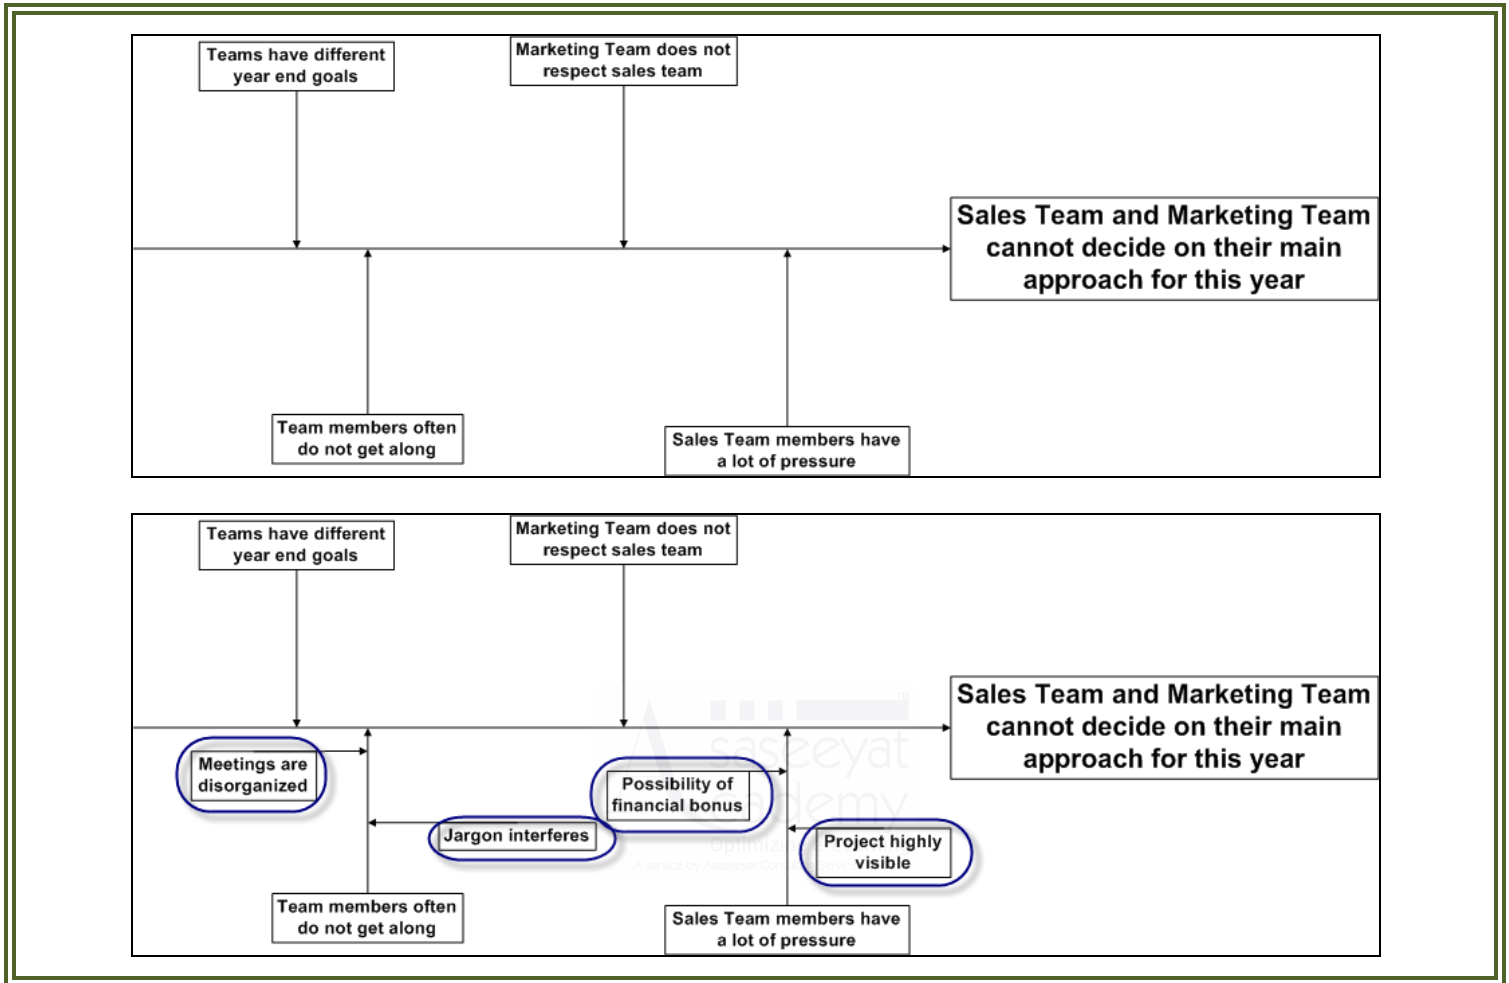 Teams have different
year end goals
Marketing Team does not
respect sales team
Sales Team and Marketing Team
cannot decide on their main
approach for this year
Team members often
do not get along
Sales Team members have
a lot of pressure
Teams have different
year end goals
Marketing Team does not
respect sales team
Sales Team and Marketing Team
cannot decide on their main
approach for this year
Meetings are
disorganized
Jargon interferes
Possibility of
financial bonus
Project highly
visible
Team members often
do not get along
Sales Team members have
a lot of pressure
TM
saseeyat